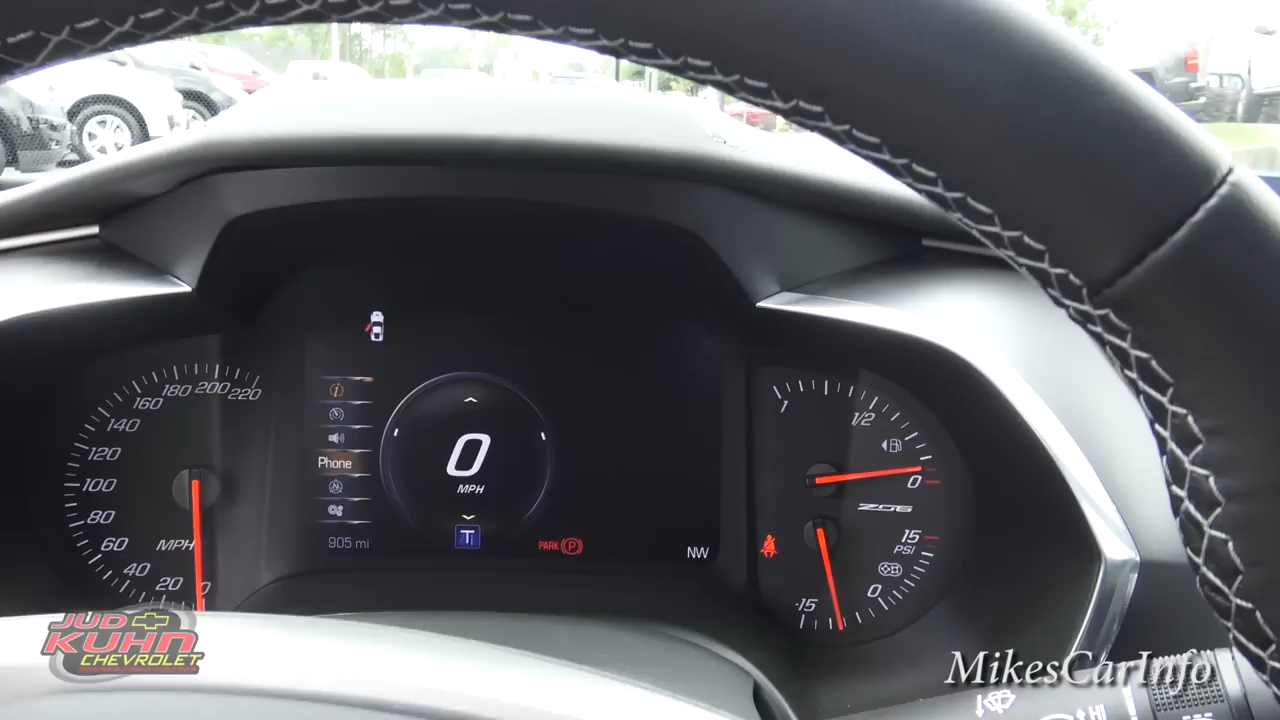 220
200
180
160
140
120
100
80
60
40
20
0
MPH
Phone
0
MPH
T
905 mi
PARK P
NW
1
1/2
0
Z06
15
PSI
0
-15
JUD
KUHN
CHEVROLET
MikesCarInfo